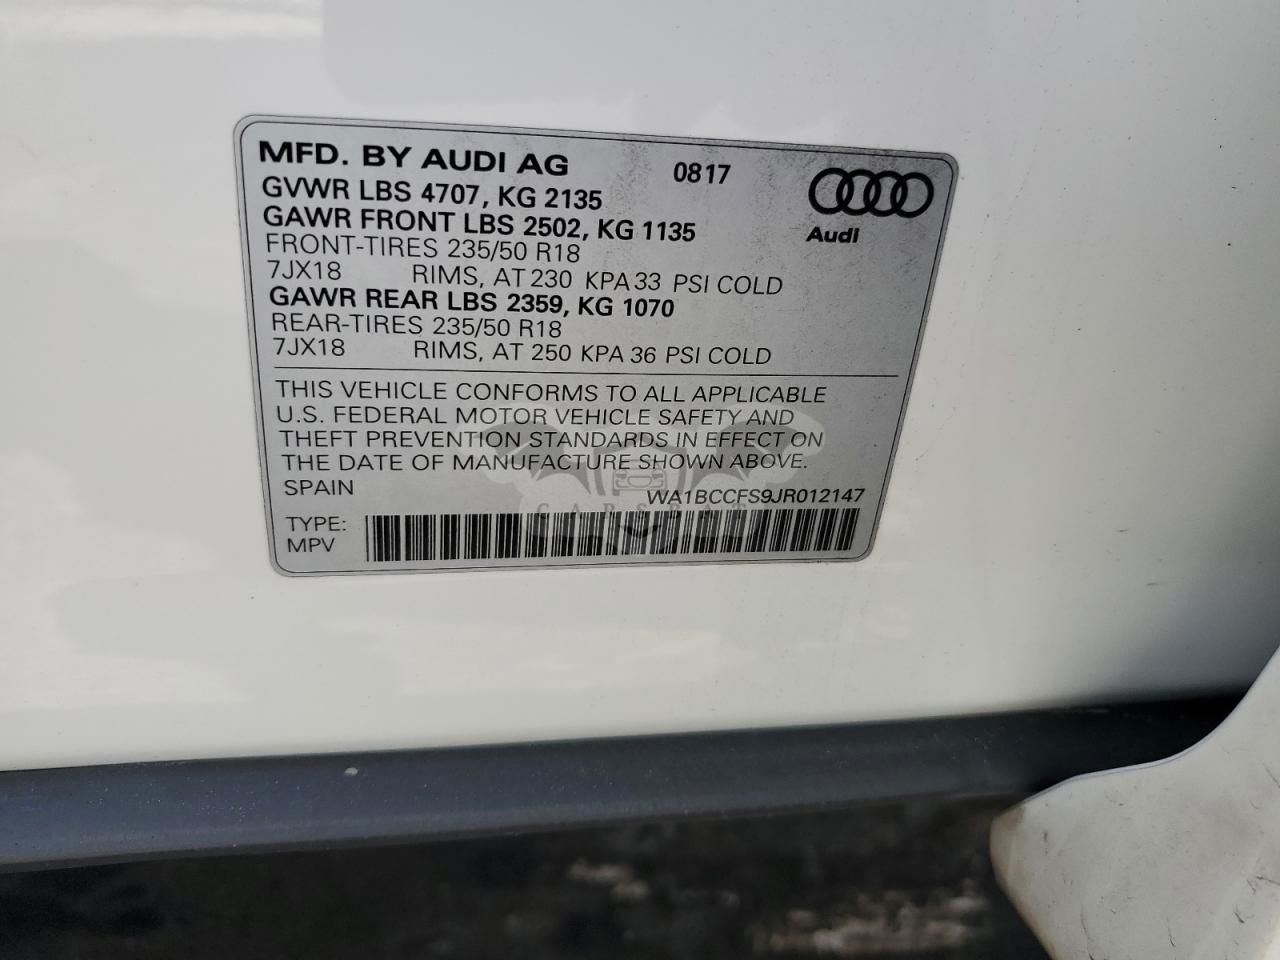 MFD. BY AUDI AG 0817
GVWR LBS 4707, KG 2135
GAWR FRONT LBS 2502, KG 1135
Audi
FRONT-TIRES 235/50 R18
7JX18 RIMS, AT 230 KPA 33 PSI COLD
GAWR REAR LBS 2359, KG 1070
REAR-TIRES 235/50 R18
7JX18 RIMS, AT 250 KPA 36 PSI COLD
THIS VEHICLE CONFORMS TO ALL APPLICABLE
U.S. FEDERAL MOTOR VEHICLE SAFETY AND
THEFT PREVENTION STANDARDS IN EFFECT ON
THE DATE OF MANUFACTURE SHOWN ABOVE.
SPAIN WA1BCCFS9JR012147
CARSBAT
TYPE:
MPV